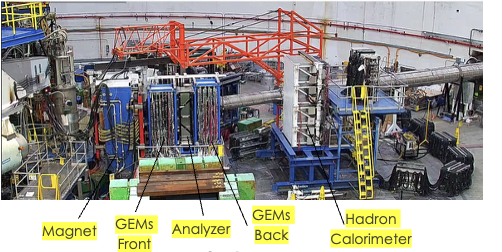 Magnet
GEMs
Front
Analyzer
GEMs
Back
Hadron
Calorimeter